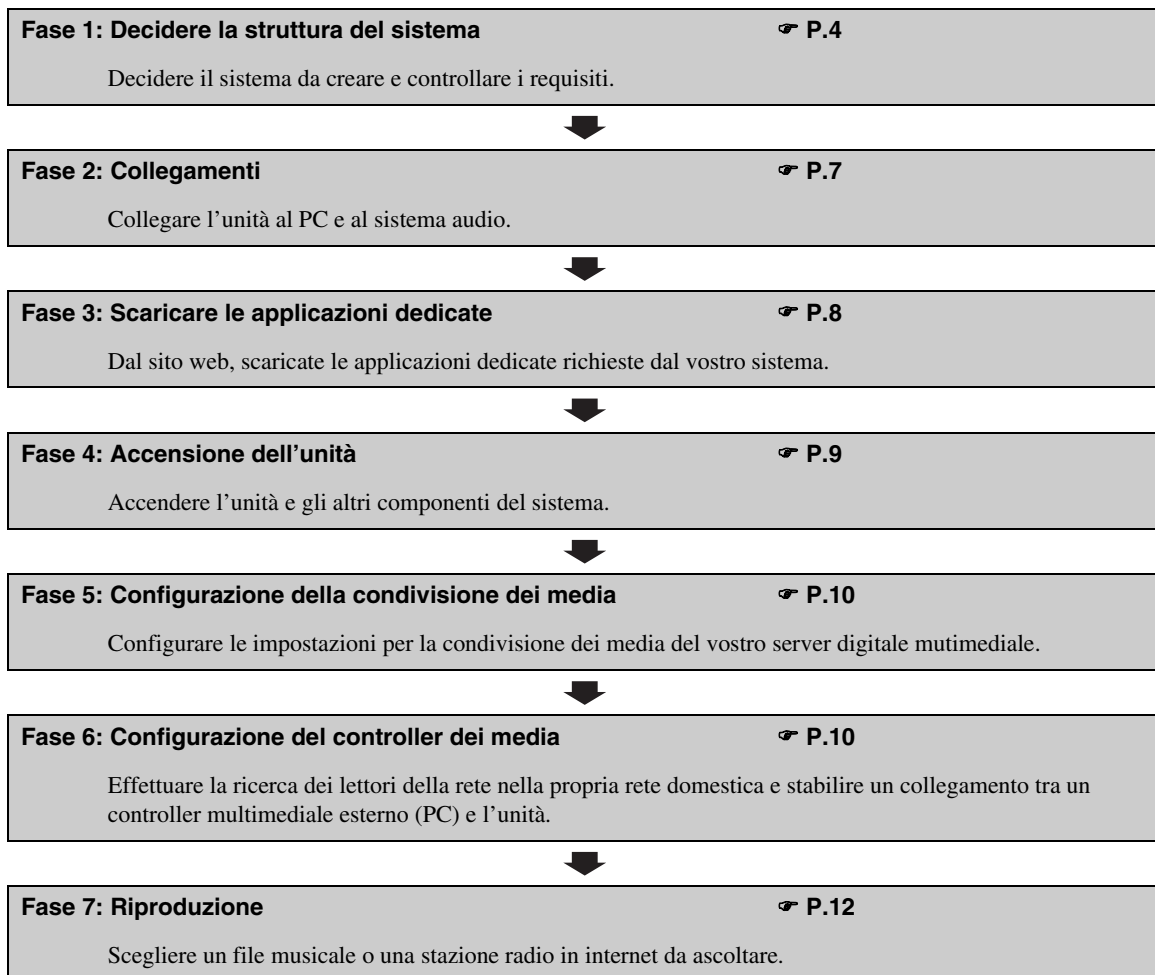 Fase 1: Decidere la struttura del sistema ☞ P.4
Decidere il sistema da creare e controllare i requisiti.
Fase 2: Collegamenti ☞ P.7
Collegare l’unità al PC e al sistema audio.
Fase 3: Scaricare le applicazioni dedicate ☞ P.8
Dal sito web, scaricate le applicazioni dedicate richieste dal vostro sistema.
Fase 4: Accensione dell’unità ☞ P.9
Accendere l’unità e gli altri componenti del sistema.
Fase 5: Configurazione della condivisione dei media ☞ P.10
Configurare le impostazioni per la condivisione dei media del vostro server digitale mutimediale.
Fase 6: Configurazione del controller dei media ☞ P.10
Effettuare la ricerca dei lettori della rete nella propria rete domestica e stabilire un collegamento tra un
controller multimediale esterno (PC) e l’unità.
Fase 7: Riproduzione ☞ P.12
Scegliere un file musicale o una stazione radio in internet da ascoltare.